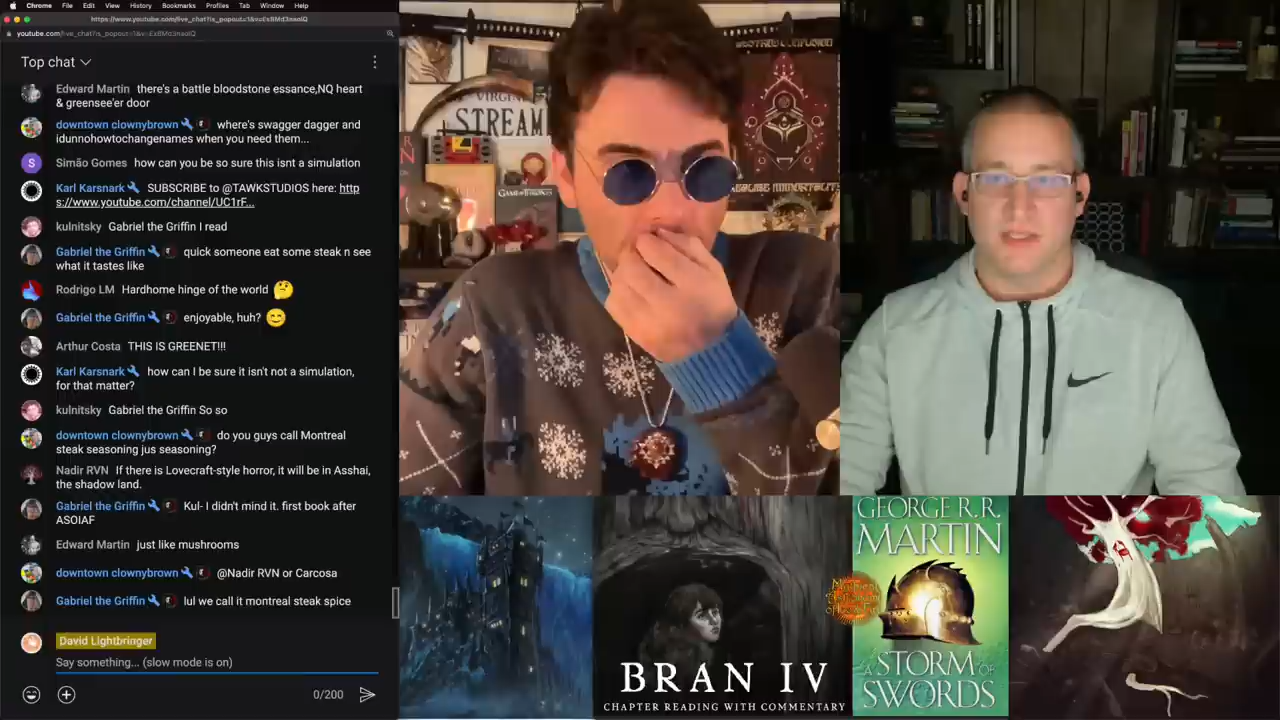 Chrome File Edit View History Bookmarks Profiles Tab Window Help
youtube.com
Top chat
Edward Martin there's a battle bloodstone essance,NQ heart
& greensee'er door
downtown clownybrown where's swagger dagger and
idunnohowtochangenames when you need them...
Simão Gomes how can you be so sure this isnt a simulation
Karl Karsnark SUBSCRIBE to @TAWKSTUDIOS here: http
s://www.youtube.com/channel/UC1rF...
kulnitsky Gabriel the Griffin I read
Gabriel the Griffin quick someone eat some steak n see
what it tastes like
Rodrigo LM Hardhome hinge of the world 🤔
Gabriel the Griffin enjoyable, huh? 😊
Arthur Costa THIS IS GREENET!!!
Karl Karsnark how can I be sure it isn't not a simulation,
for that matter?
kulnitsky Gabriel the Griffin So so
downtown clownybrown do you guys call Montreal
steak seasoning jus seasoning?
Nadir RVN If there is Lovecraft-style horror, it will be in Asshai,
the shadow land.
Gabriel the Griffin Kul- I didn't mind it. first book after
ASOIAF
Edward Martin just like mushrooms
downtown clownybrown @Nadir RVN or Carcosa
Gabriel the Griffin lul we call it montreal steak spice
David Lightbringer
Say something... (slow mode is on)
0/200
VIRGINI
STREAM
GAME OF THRONES
BRAN IV
CHAPTER READING WITH COMMENTARY
GEORGE R.R.
MARTIN
A STORM OF
SWORDS